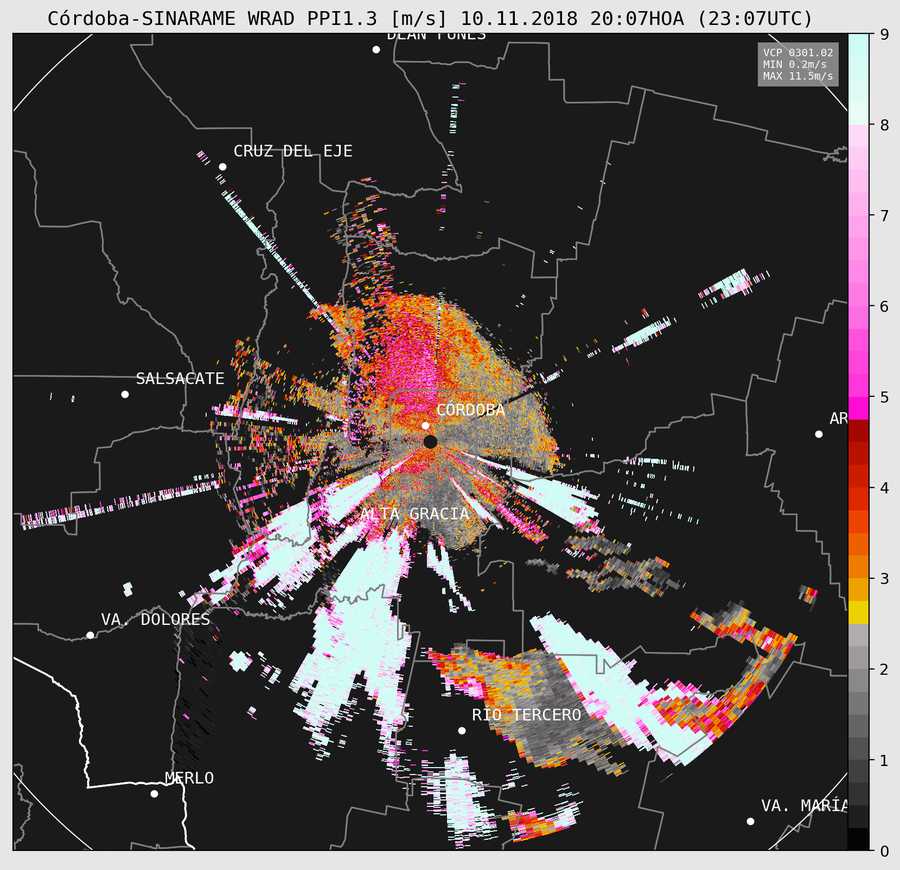 Córdoba-SINARAME WRAD PPI1.3 [m/s] 10.11.2018 20:07HOA (23:07UTC)
DEAN FUNES
VCP 0301.02
MIN 0.2m/s
MAX 11.5m/s
9
CRUZ DEL EJE
8
7
6
SALSACATE
5
CÓRDOBA
AR
4
ALTA GRACIA
3
VA. DOLORES
2
RIO TERCERO
1
MERLO
VA. MARÍA
0